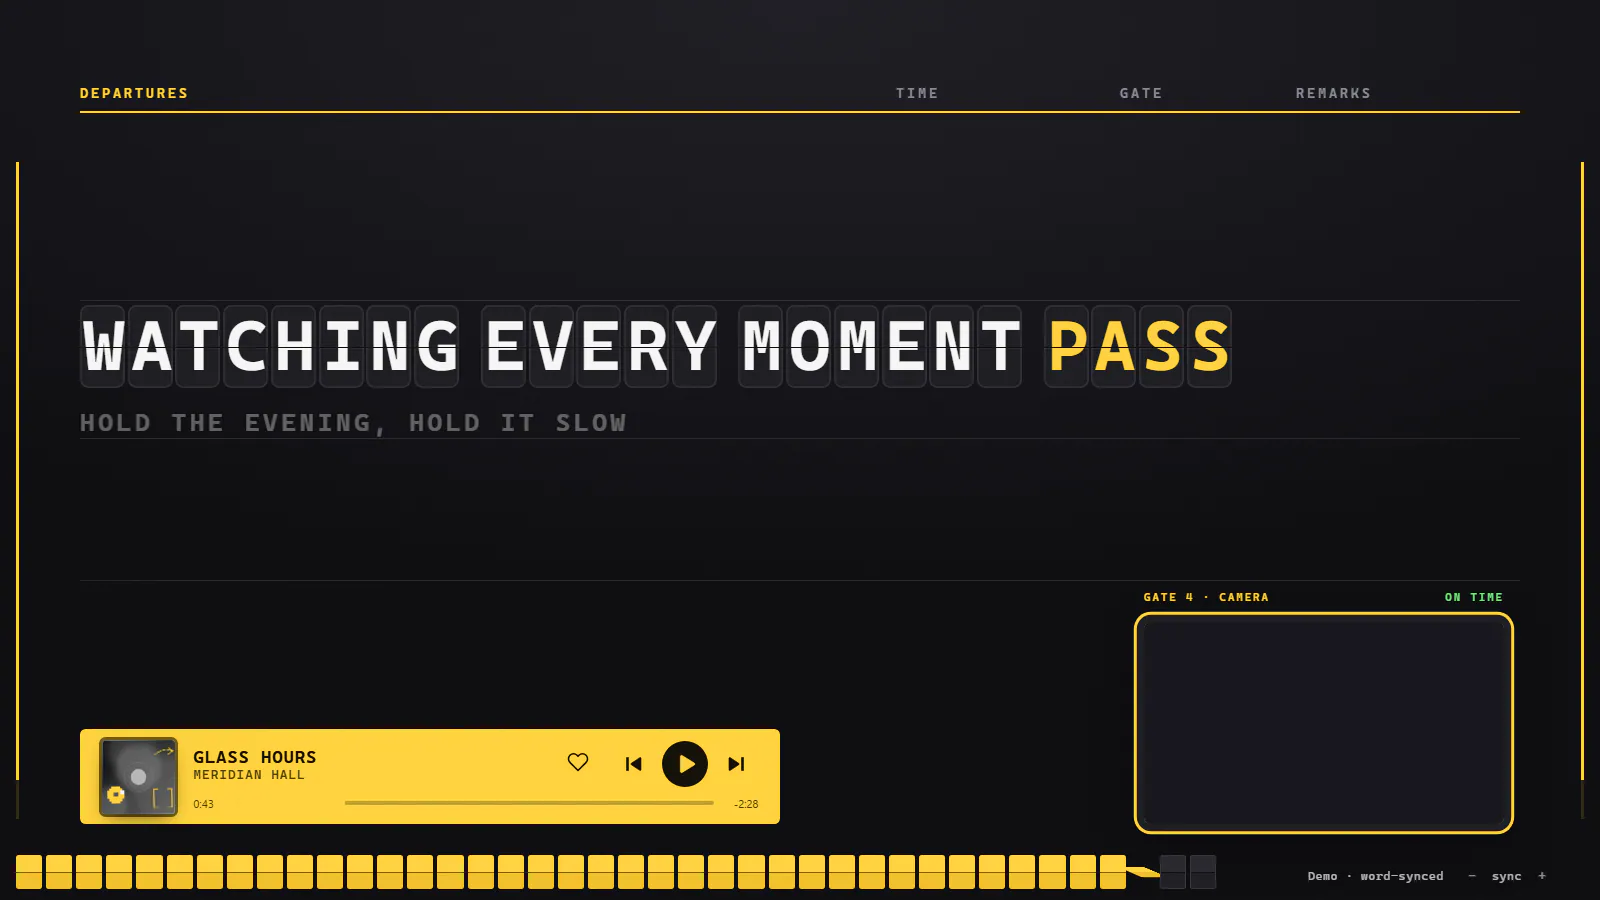 DEPARTURES TIME GATE REMARKS
WATCHING EVERY MOMENT PASS
HOLD THE EVENING, HOLD IT SLOW
GATE 4 · CAMERA ON TIME
GLASS HOURS
MERIDIAN HALL
0:43 -2:28
Demo · word-synced − sync +